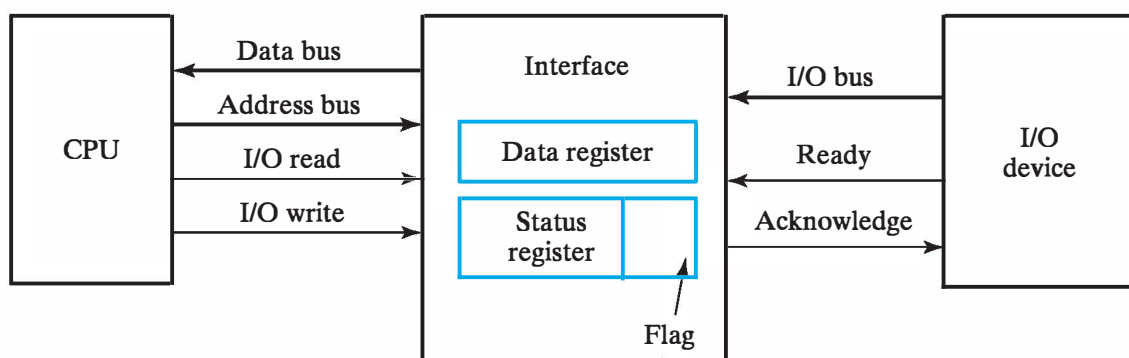 Data bus
Address bus
CPU
I/O read
I/O write
Interface
Data register
Status
register
Flag
I/O bus
Ready
Acknowledge
I/O
device